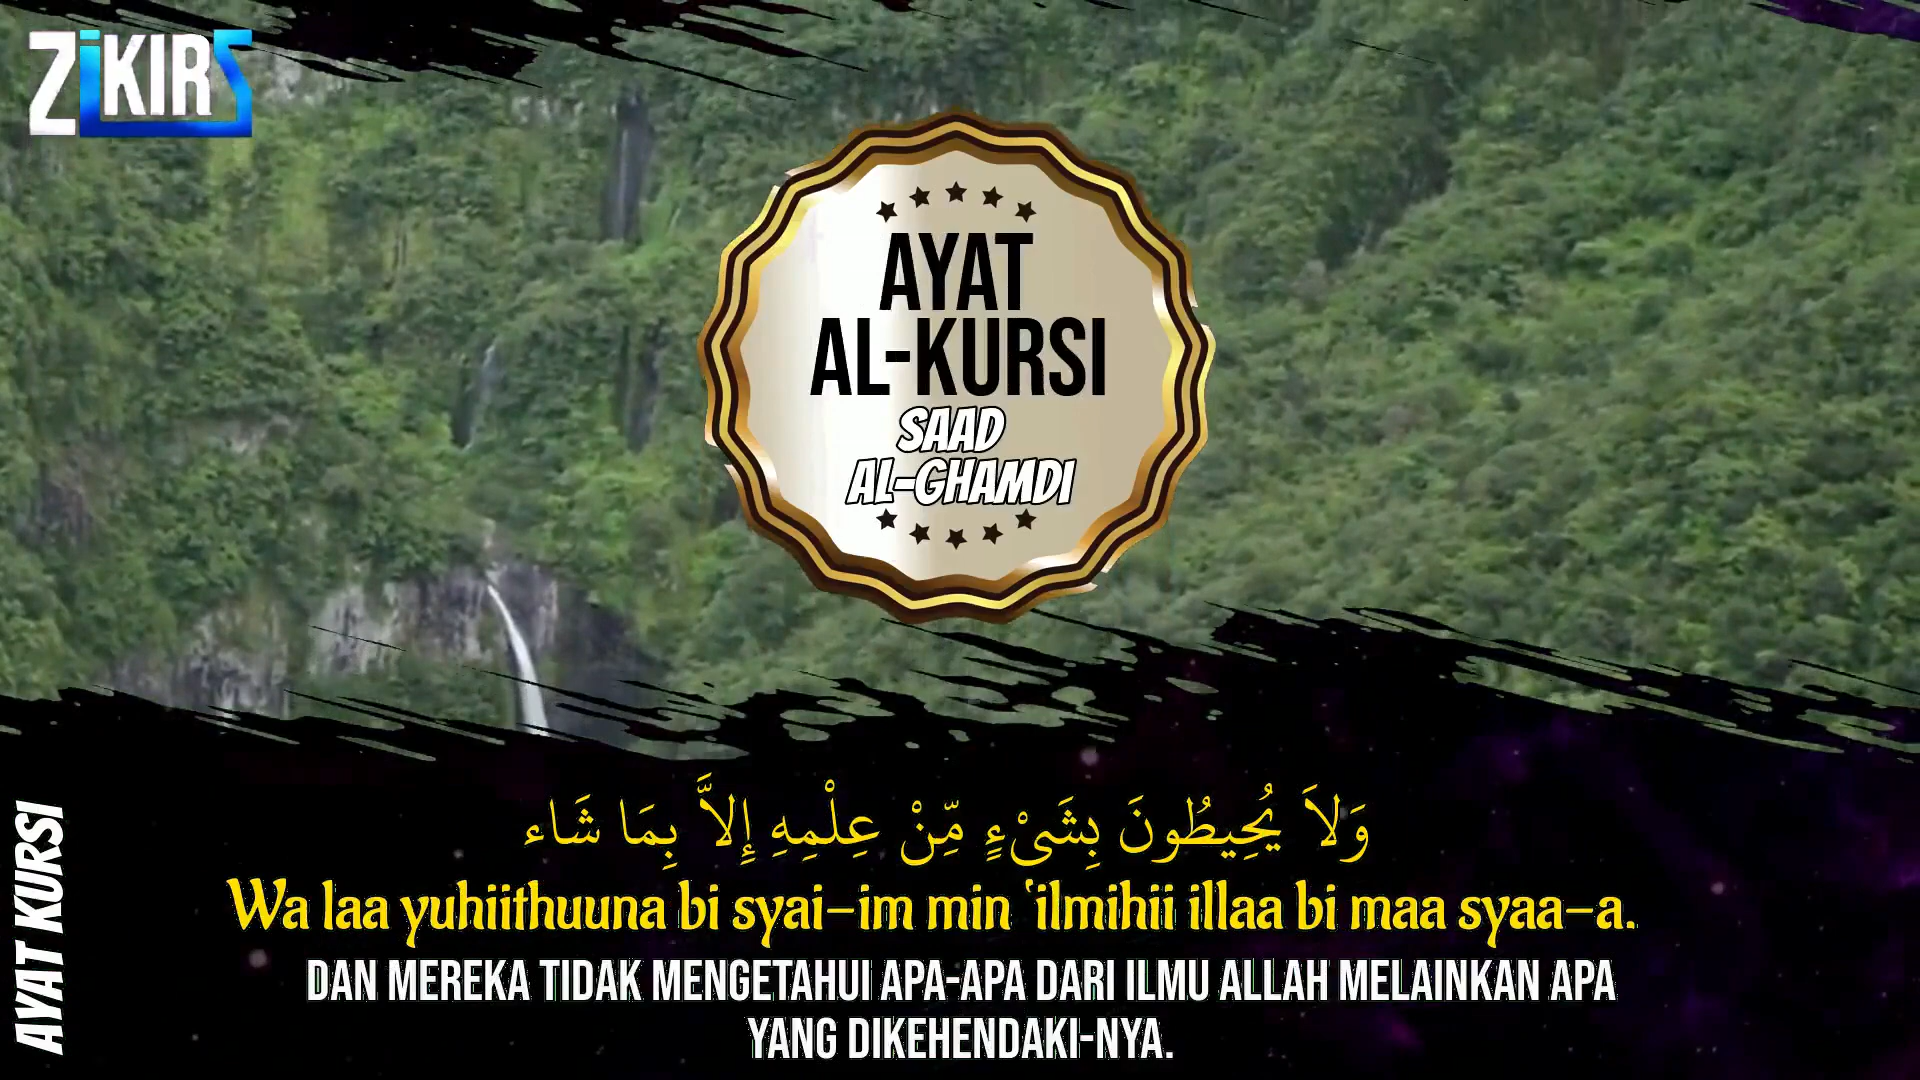 ZiKIRS
AYAT
AL-KURSI
SAAD
AL-GHAMDI
وَلاَ يُحِيطُونَ بِشَىْءٍ مِّنْ عِلْمِهِ إِلاَّ بِمَا شَاء
Wa laa yuhiithuuna bi syai-im min 'ilmihii illaa bi maa syaa-a.
DAN MEREKA TIDAK MENGETAHUI APA-APA DARI ILMU ALLAH MELAINKAN APA
YANG DIKEHENDAKI-NYA.
AYAT KURSI